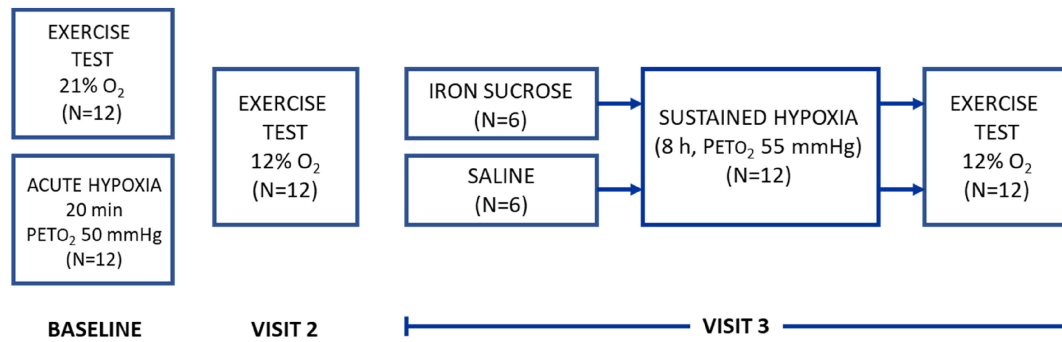 EXERCISE
TEST
21% O₂
(N=12)
ACUTE HYPOXIA
20 min
PETO₂ 50 mmHg
(N=12)
BASELINE
EXERCISE
TEST
12% O₂
(N=12)
VISIT 2
IRON SUCROSE
(N=6)
SALINE
(N=6)
SUSTAINED HYPOXIA
(8 h, PETO₂ 55 mmHg)
(N=12)
EXERCISE
TEST
12% O₂
(N=12)
VISIT 3